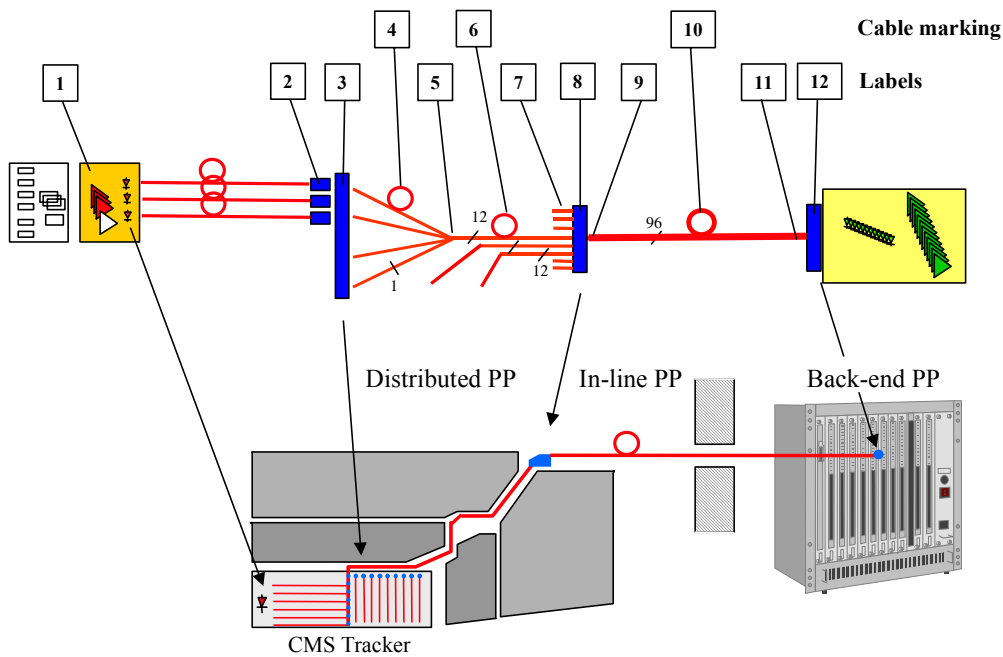 Cable marking
4 6 10
1 2 3 5 7 8 9 11 12 Labels
12
96
12
1
Distributed PP In-line PP Back-end PP
CMS Tracker